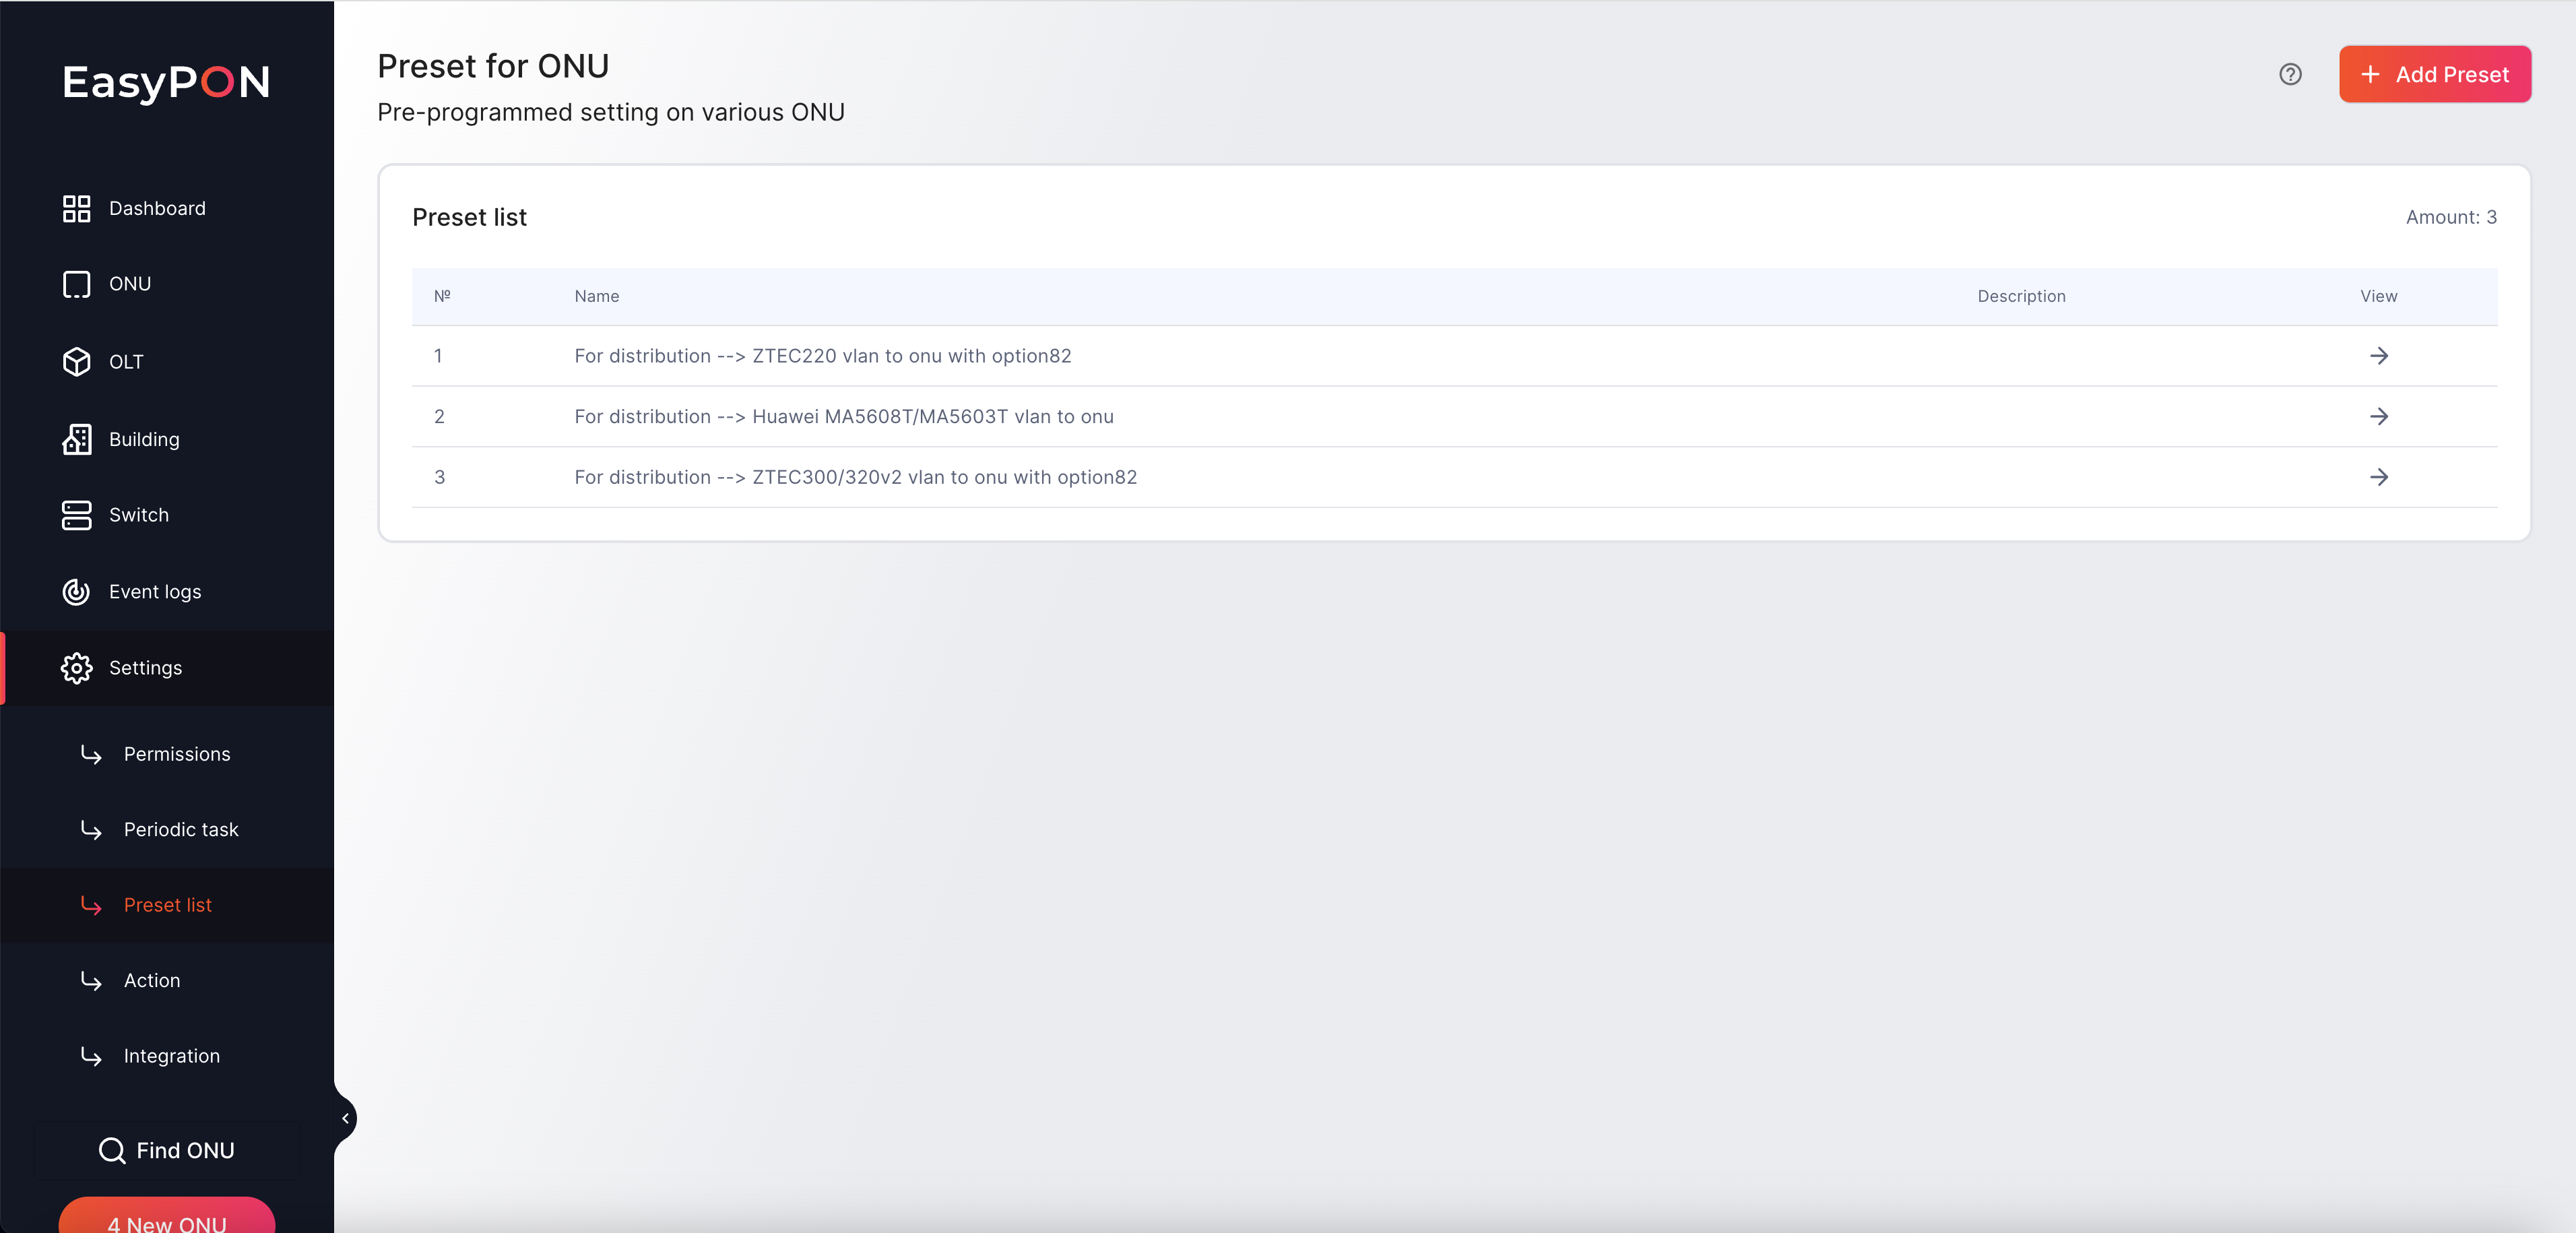 EasyPON
Dashboard
ONU
OLT
Building
Switch
Event logs
Settings
Permissions
Periodic task
Preset list
Action
Integration
Find ONU
4 New ONU
Preset for ONU
Pre-programmed setting on various ONU
+ Add Preset
Preset list
Amount: 3
№ Name Description View
1 For distribution --> ZTEC220 vlan to onu with option82
2 For distribution --> Huawei MA5608T/MA5603T vlan to onu
3 For distribution --> ZTEC300/320v2 vlan to onu with option82